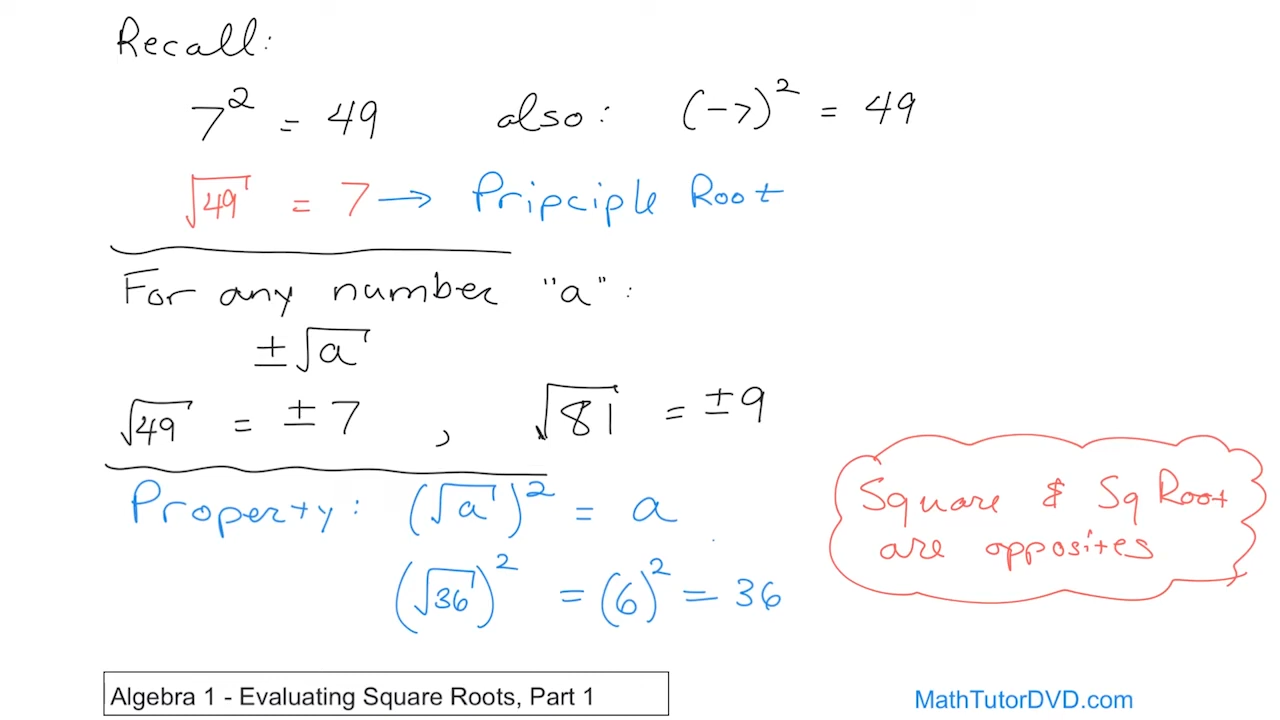 Recall:
7² = 49 also: (-7)² = 49
√49 = 7 → Pripciple Root
For any number "a":
±√a
√49 = ±7 , √81 = ±9
Property: (√a)² = a
Square & Sq Root
are opposites
(√36)² = (6)² = 36
Algebra 1 - Evaluating Square Roots, Part 1
MathTutorDVD.com